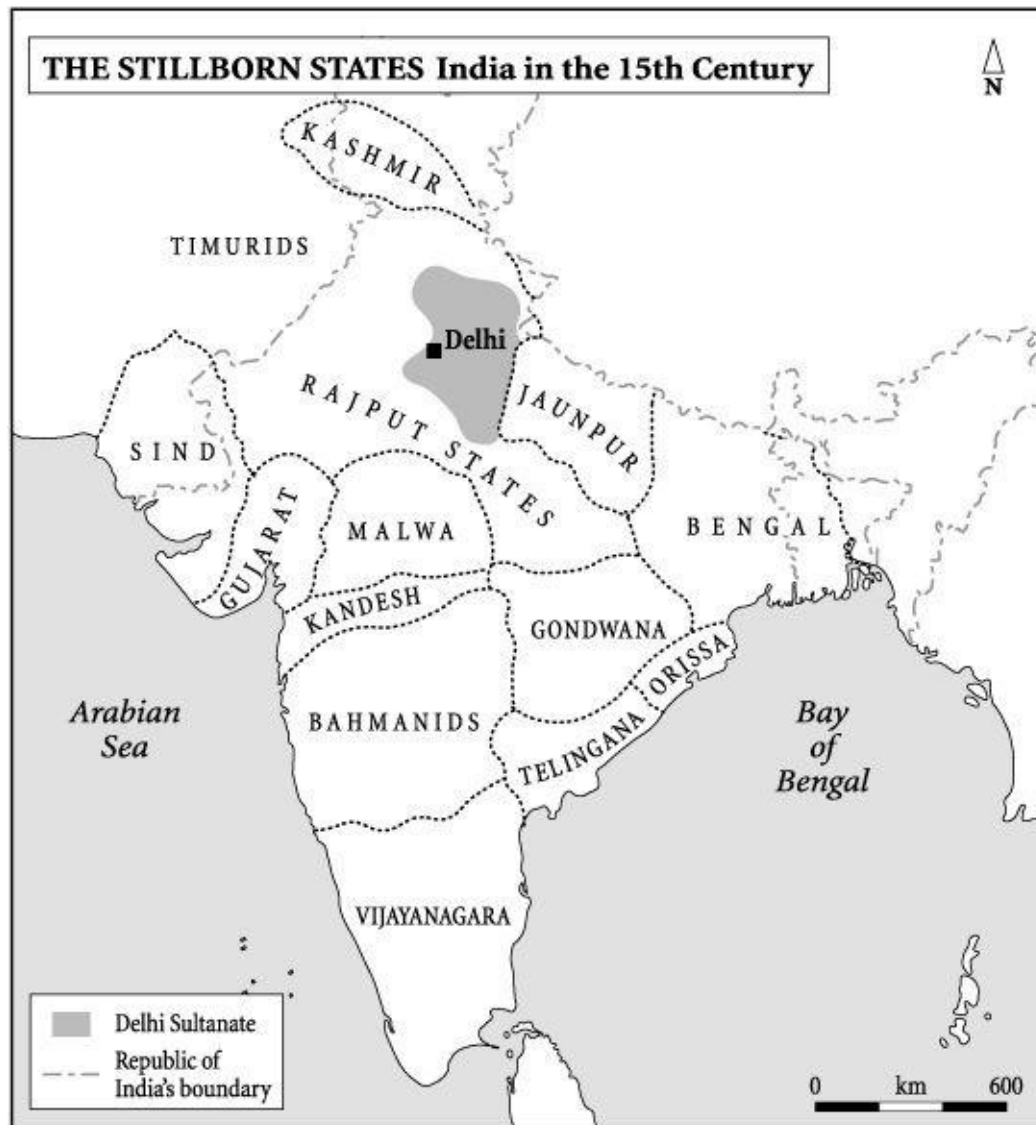 THE STILLBORN STATES India in the 15th Century
N
KASHMIR
TIMURIDS
Delhi
RAJPUT STATES
JAUNPUR
SIND
GUJARAT
MALWA
BENGAL
KANDESH
GONDWANA
ORISSA
BAHMANIDS
TELINGANA
Arabian
Sea
Bay
of
Bengal
VIJAYANAGARA
Delhi Sultanate
Republic of
India's boundary
0 km 600